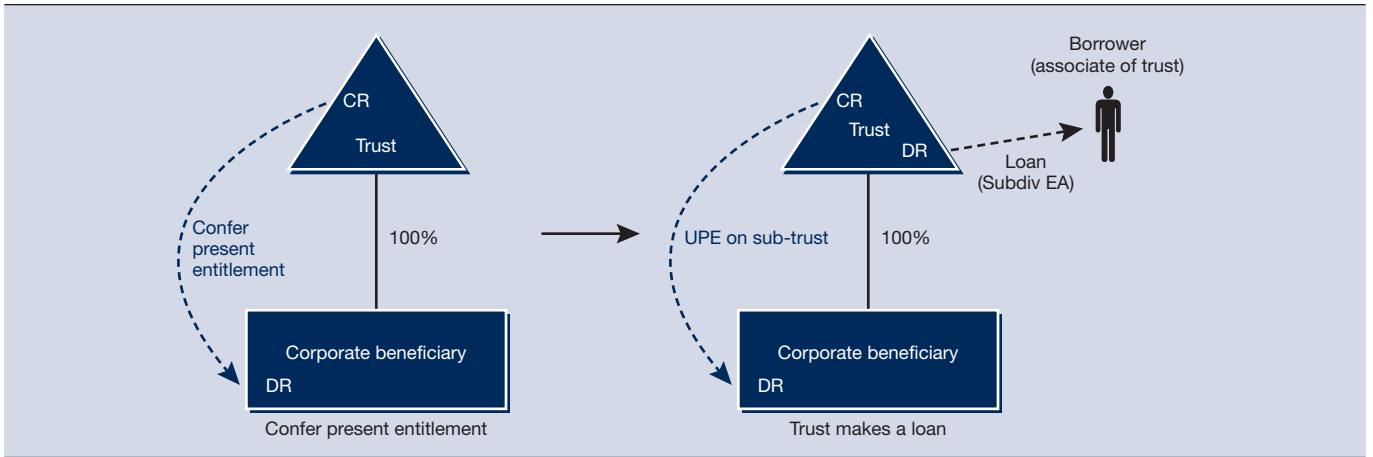 CR
Trust
Confer
present
entitlement
100%
Corporate beneficiary
DR
Confer present entitlement
CR
Trust
DR
Borrower
(associate of trust)
Loan
(Subdiv EA)
UPE on sub-trust
100%
Corporate beneficiary
DR
Trust makes a loan